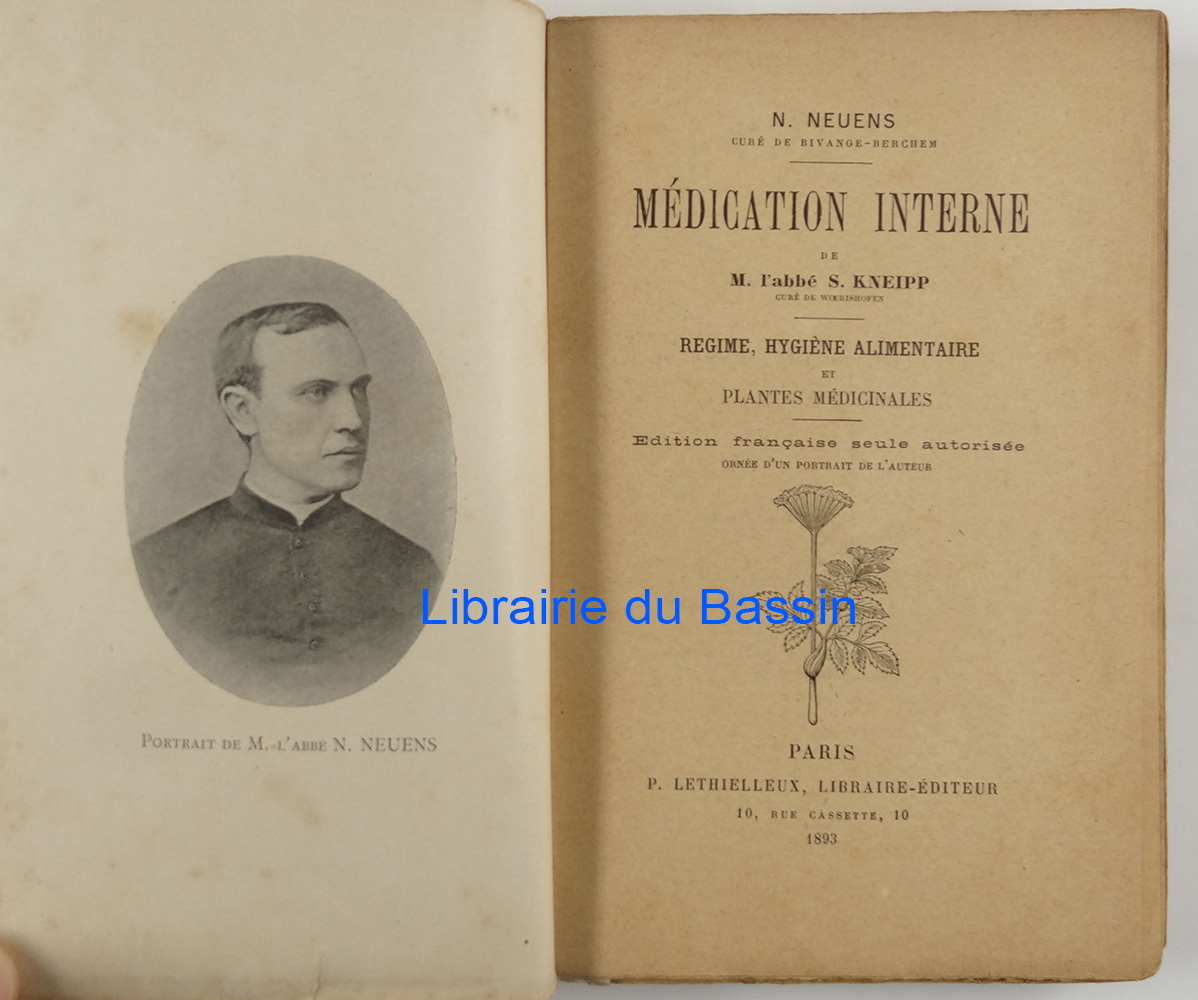 PORTRAIT DE M. L'ABBÉ N. NEUENS
N. NEUENS
CURÉ DE BIVANGE-BERCHEM
MÉDICATION INTERNE
DE
M. l'abbé S. KNEIPP
CURÉ DE WŒRISHOFEN
REGIME, HYGIÈNE ALIMENTAIRE
ET
PLANTES MÉDICINALES
Edition française seule autorisée
ORNÉE D'UN PORTRAIT DE L'AUTEUR
Librairie du Bassin
PARIS
P. LETHIELLEUX, LIBRAIRE-ÉDITEUR
10, RUE CASSETTE, 10
1893